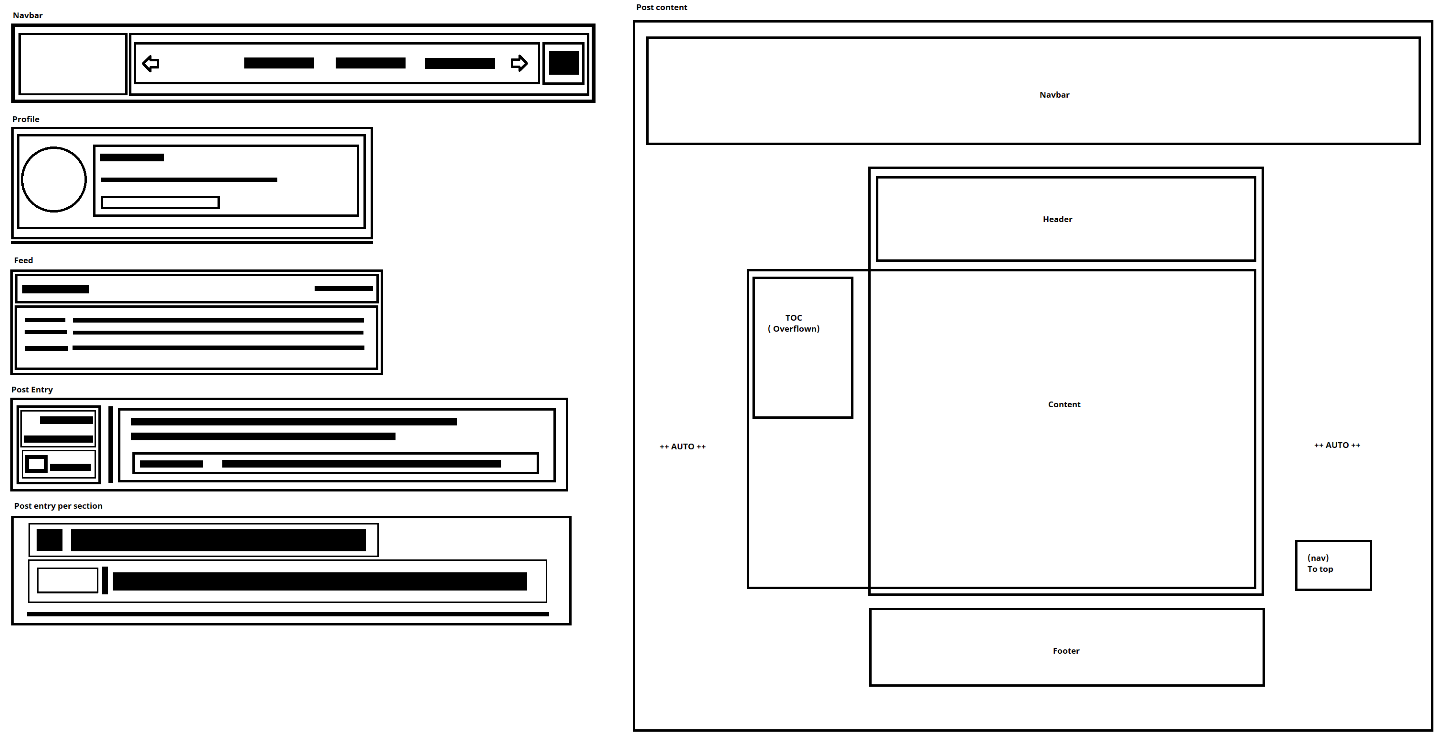 Navbar
Profile
Feed
Post Entry
Post entry per section
Post content
Navbar
Header
TOC
( Overflown)
Content
++ AUTO ++
++ AUTO ++
(nav)
To top
Footer